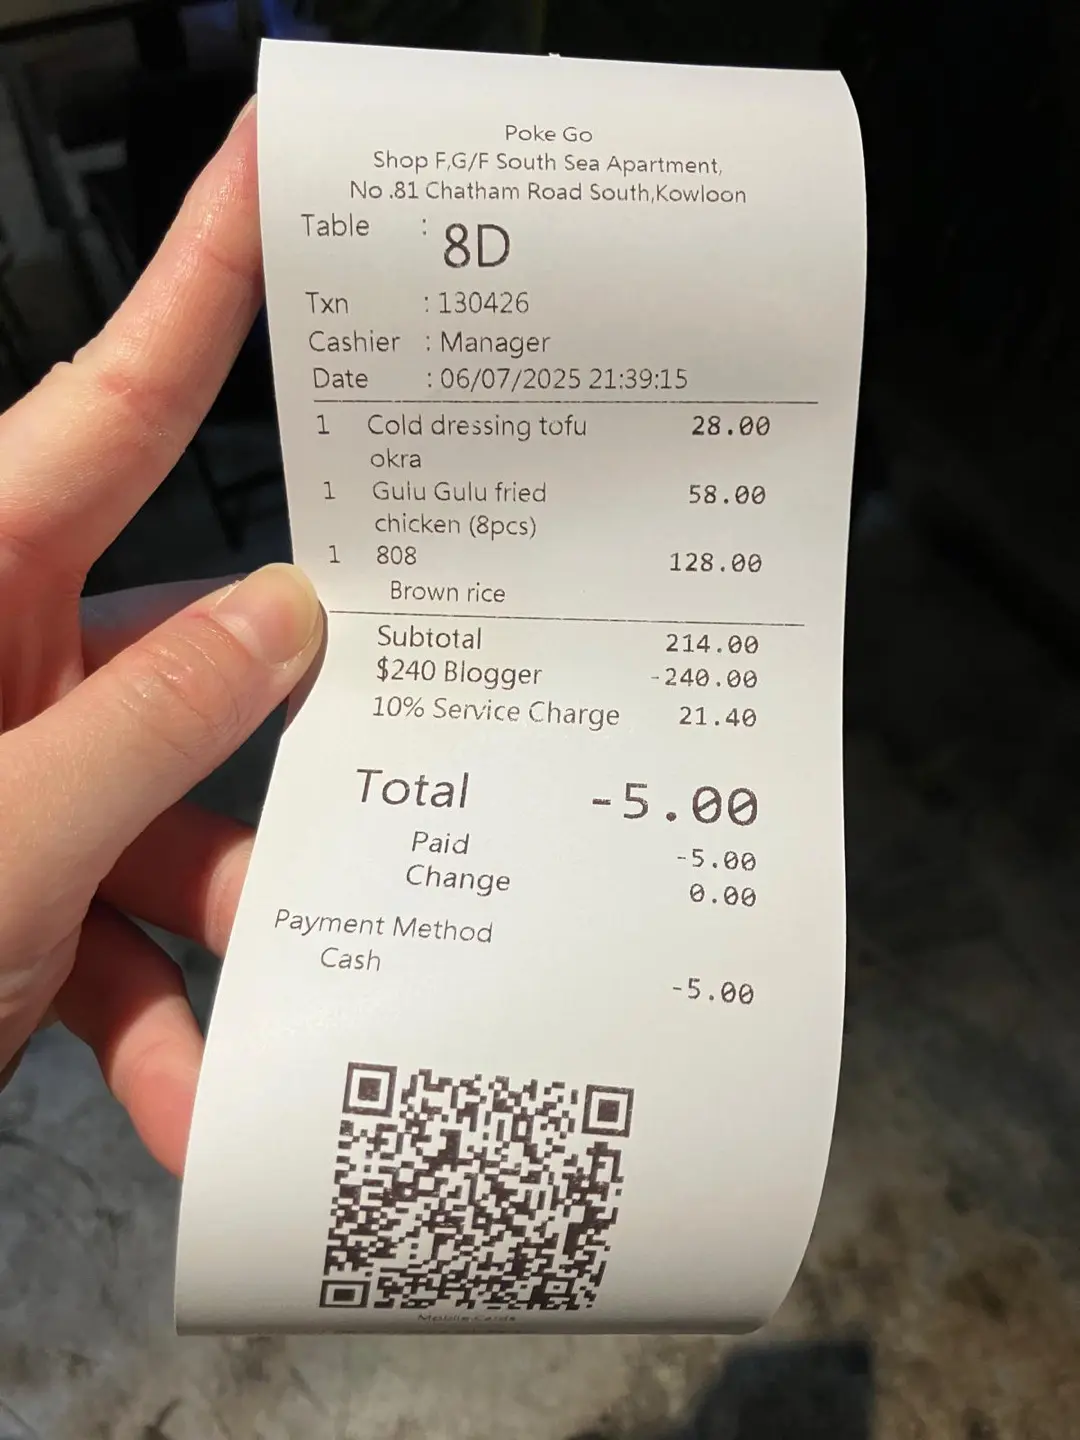 Poke Go
Shop F,G/F South Sea Apartment,
No .81 Chatham Road South,Kowloon
Table : 8D
Txn : 130426
Cashier : Manager
Date : 06/07/2025 21:39:15
1 Cold dressing tofu 28.00
okra
1 Gulu Gulu fried 58.00
chicken (8pcs)
1 808 128.00
Brown rice
Subtotal 214.00
$240 Blogger -240.00
10% Service Charge 21.40
Total -5.00
Paid -5.00
Change 0.00
Payment Method
Cash
-5.00